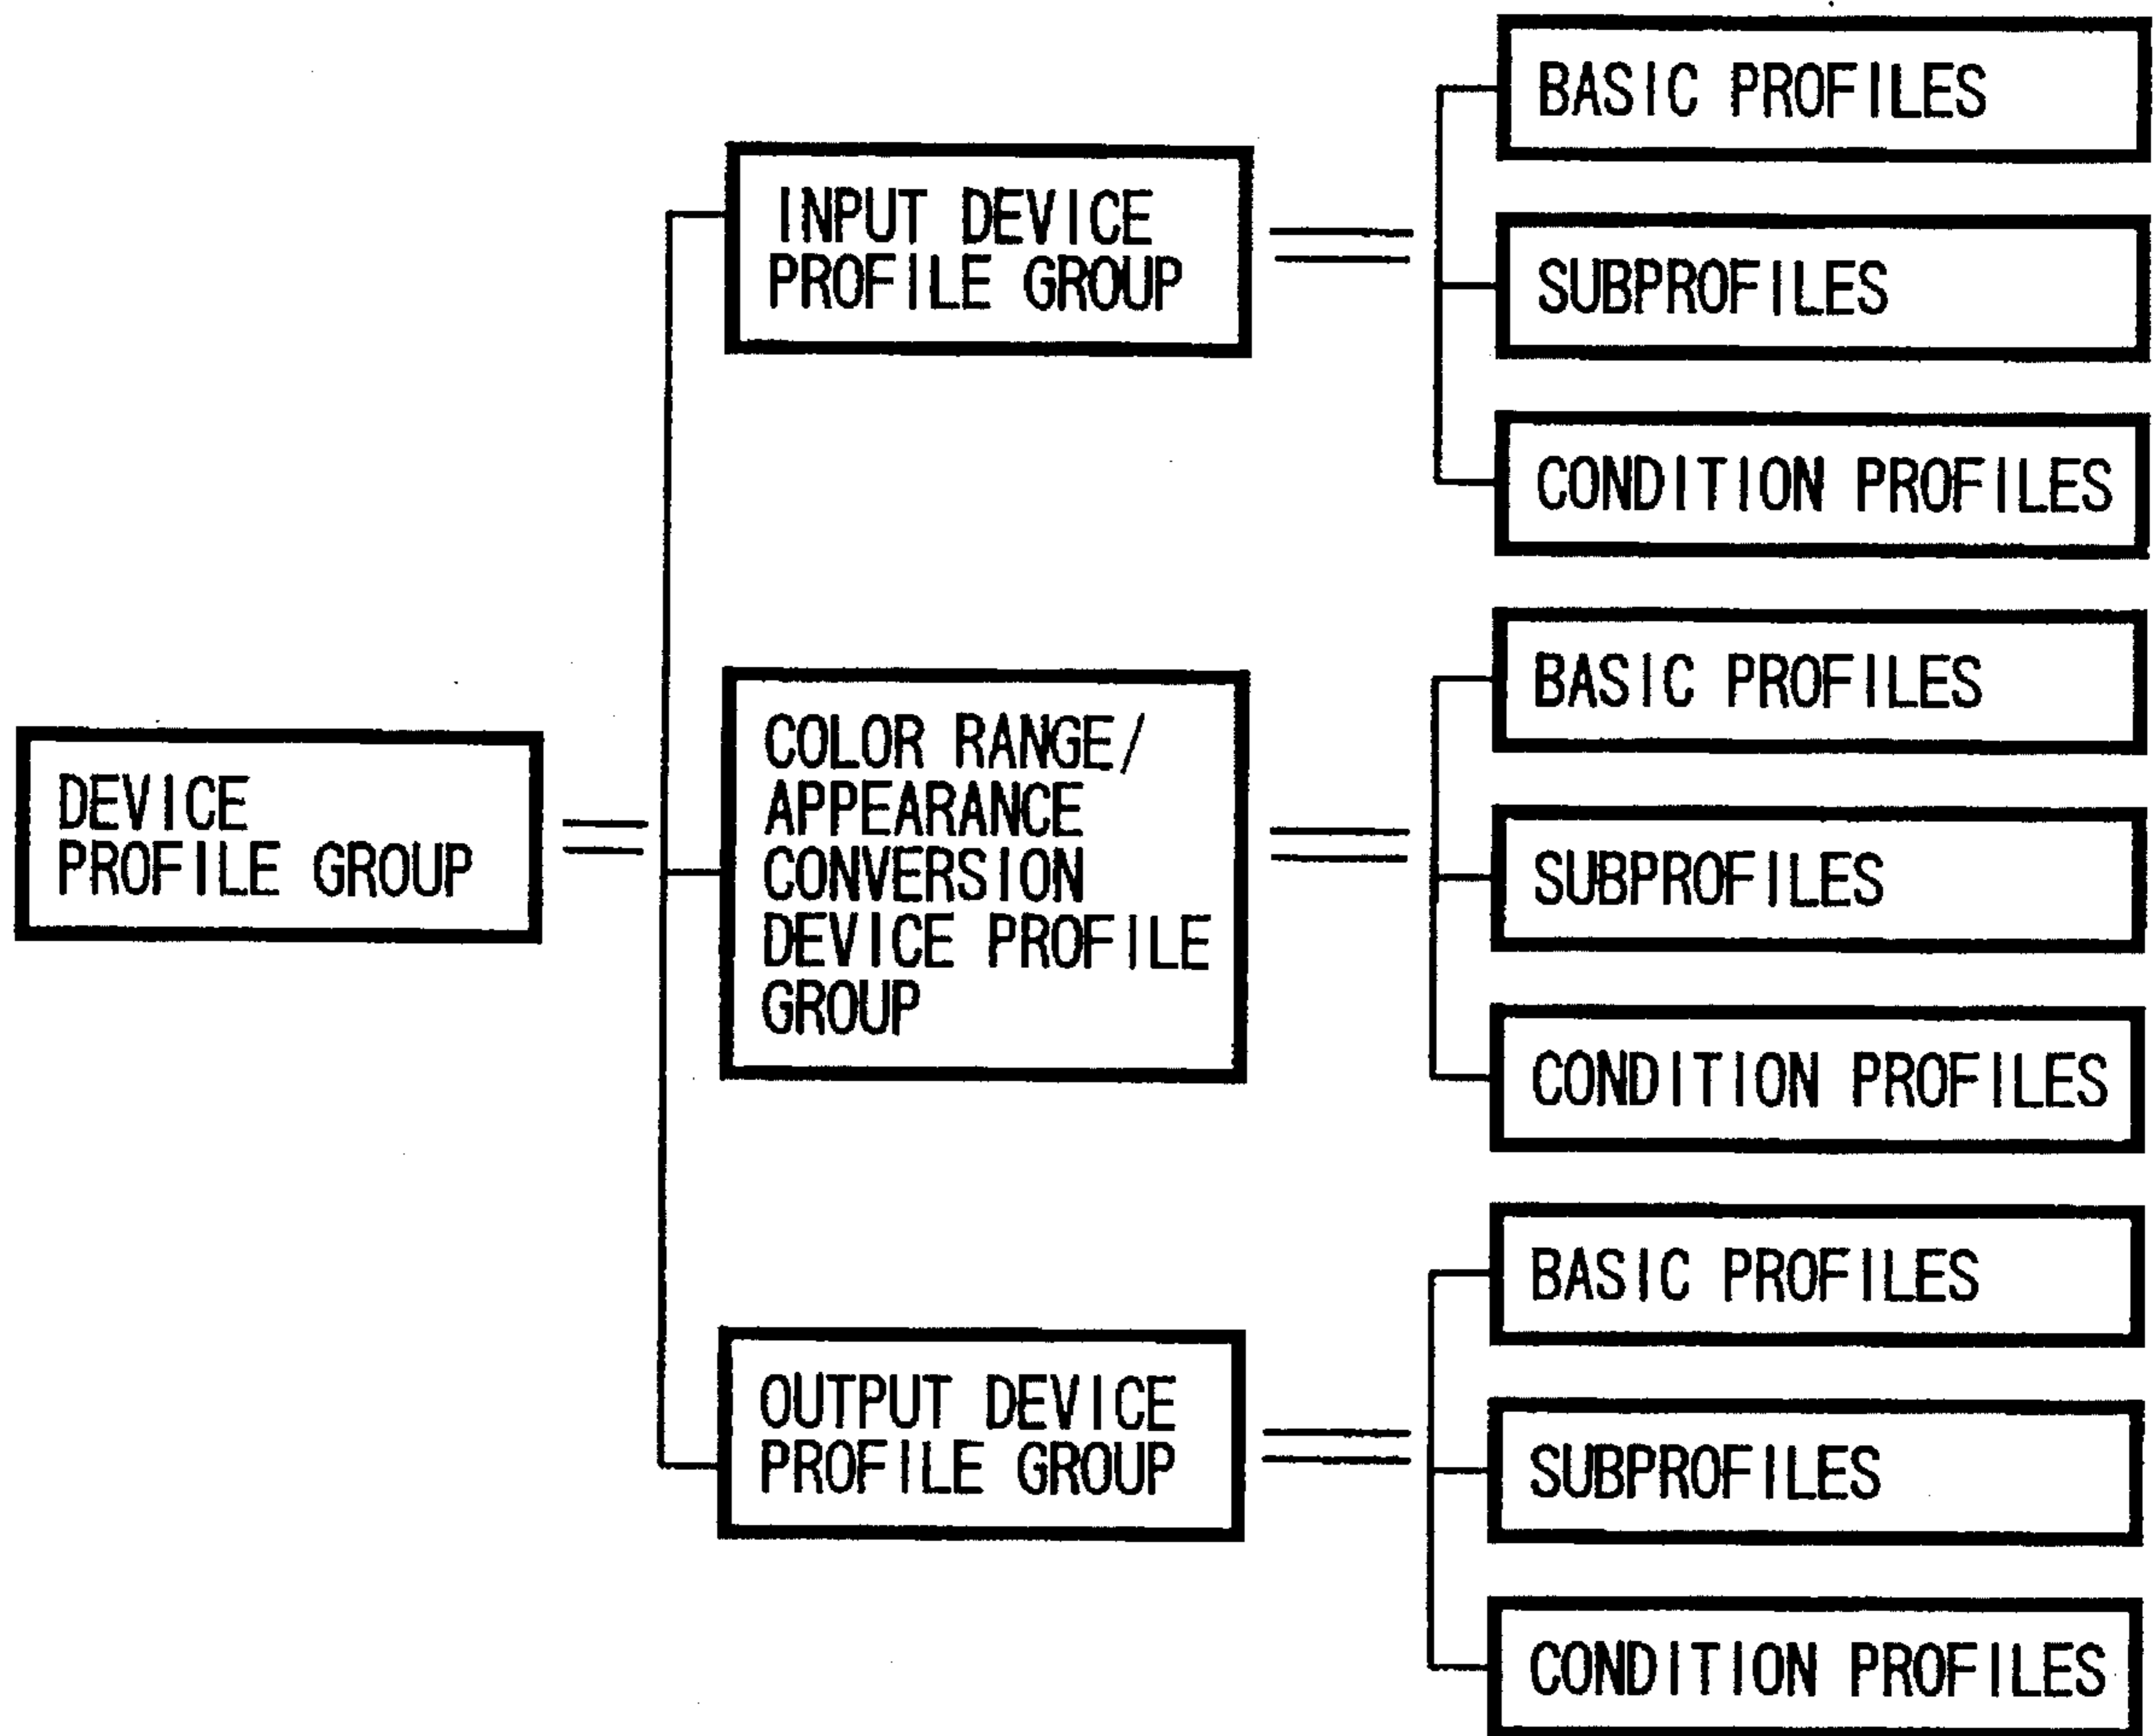 DEVICE
PROFILE GROUP
INPUT DEVICE
PROFILE GROUP
BASIC PROFILES
SUBPROFILES
CONDITION PROFILES
COLOR RANGE/
APPEARANCE
CONVERSION
DEVICE PROFILE
GROUP
BASIC PROFILES
SUBPROFILES
CONDITION PROFILES
OUTPUT DEVICE
PROFILE GROUP
BASIC PROFILES
SUBPROFILES
CONDITION PROFILES